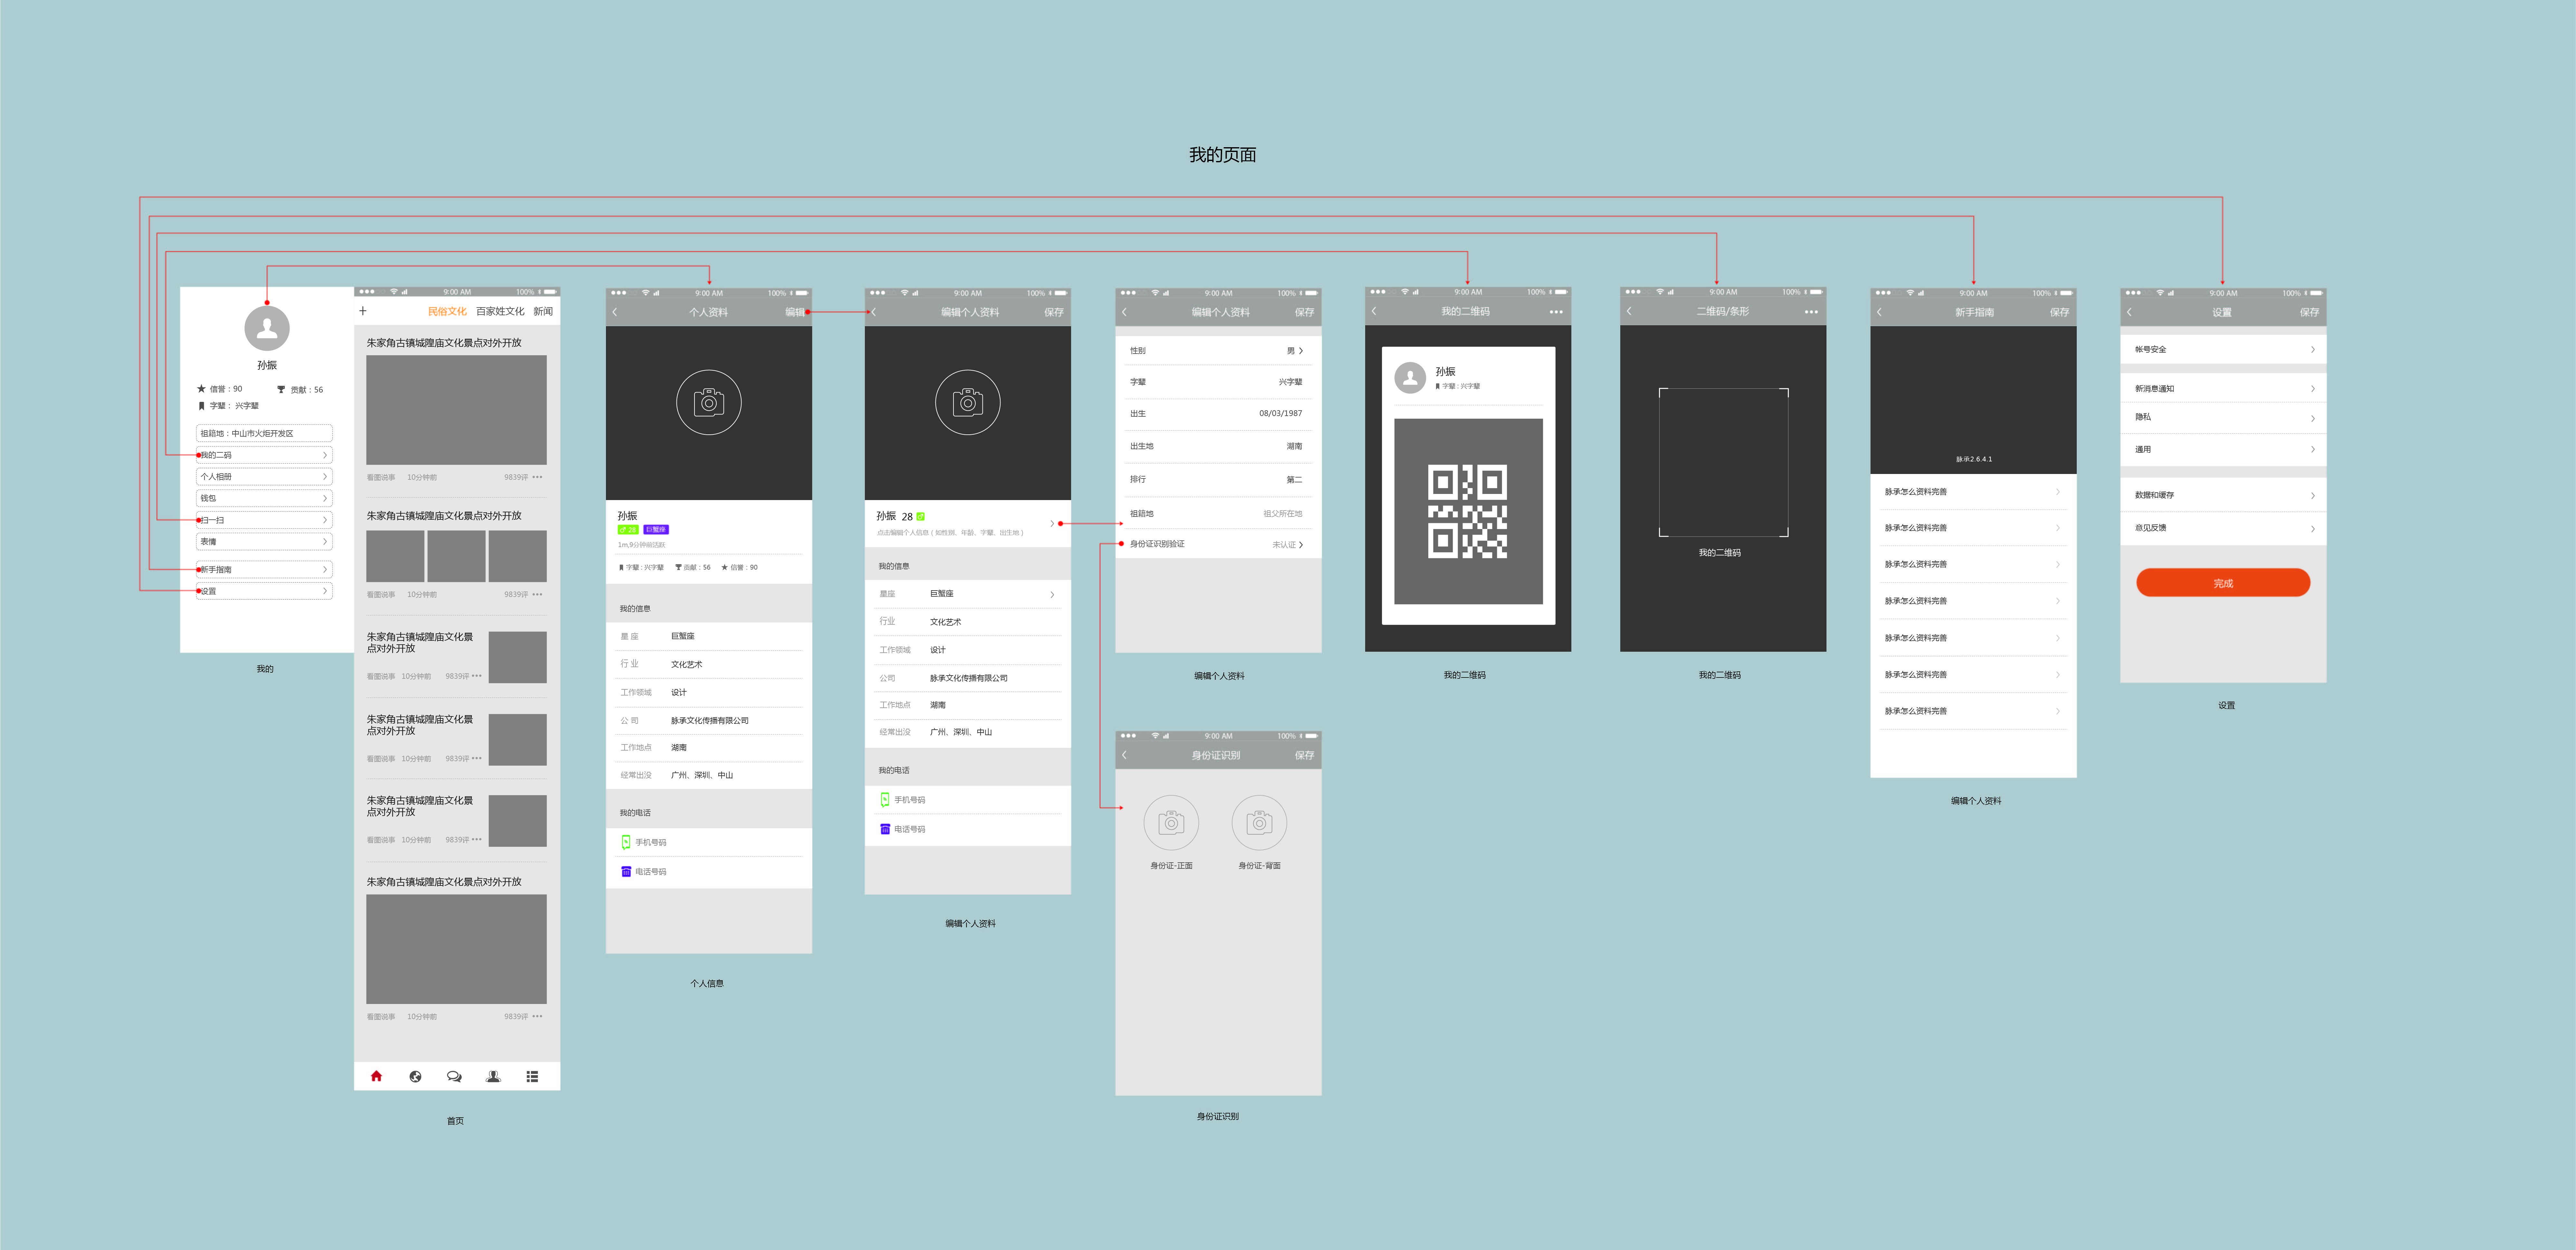 我的页面
孙振
信誉：90
贡献：56
字辈： 兴字辈
祖籍地：中山市火炬开发区
我的二码
个人相册
钱包
扫一扫
表情
新手指南
设置
我的
9:00 AM
100%
民俗文化
百家姓文化
新闻
朱家角古镇城隍庙文化景点对外开放
看图说事
10分钟前
9839评
朱家角古镇城隍庙文化景点对外开放
看图说事
10分钟前
9839评
朱家角古镇城隍庙文化景
点对外开放
看图说事
10分钟前
9839评
朱家角古镇城隍庙文化景
点对外开放
看图说事
10分钟前
9839评
朱家角古镇城隍庙文化景
点对外开放
看图说事
10分钟前
9839评
朱家角古镇城隍庙文化景点对外开放
看图说事
10分钟前
9839评
首页
9:00 AM
100%
个人资料
编辑
孙振
28
巨蟹座
1m,9分钟前活跃
字辈：兴字辈
贡献：56
信誉：90
我的信息
星 座
巨蟹座
行 业
文化艺术
工作领域
设计
公 司
脉承文化传播有限公司
工作地点
湖南
经常出没
广州、深圳、中山
我的电话
手机号码
电话号码
个人信息
9:00 AM
100%
编辑个人资料
保存
孙振 28
点击编辑个人信息（如性别、年龄、字辈、出生地）
我的信息
星座
巨蟹座
行业
文化艺术
工作领域
设计
公司
脉承文化传播有限公司
工作地点
湖南
经常出没
广州、深圳、中山
我的电话
手机号码
电话号码
编辑个人资料
9:00 AM
100%
编辑个人资料
保存
性别
男
字辈
兴字辈
出生
08/03/1987
出生地
湖南
排行
第二
祖籍地
祖父所在地
身份证识别验证
未认证
编辑个人资料
9:00 AM
100%
身份证识别
保存
身份证-正面
身份证-背面
身份证识别
9:00 AM
100%
我的二维码
孙振
字辈：兴字辈
我的二维码
9:00 AM
100%
二维码/条形
我的二维码
我的二维码
9:00 AM
100%
新手指南
保存
脉承2.6.4.1
脉承怎么资料完善
脉承怎么资料完善
脉承怎么资料完善
脉承怎么资料完善
脉承怎么资料完善
脉承怎么资料完善
脉承怎么资料完善
编辑个人资料
9:00 AM
100%
设置
保存
帐号安全
新消息通知
隐私
通用
数据和缓存
意见反馈
完成
设置